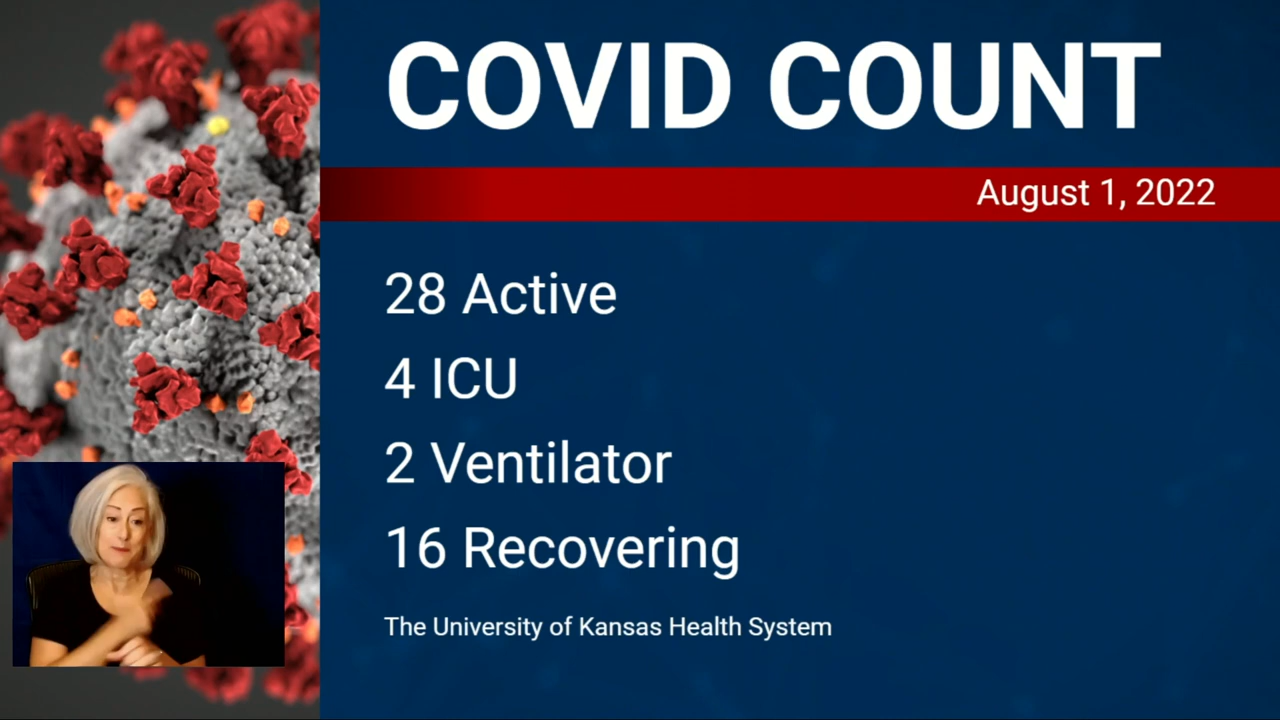 COVID COUNT
August 1, 2022
28 Active
4 ICU
2 Ventilator
16 Recovering
The University of Kansas Health System